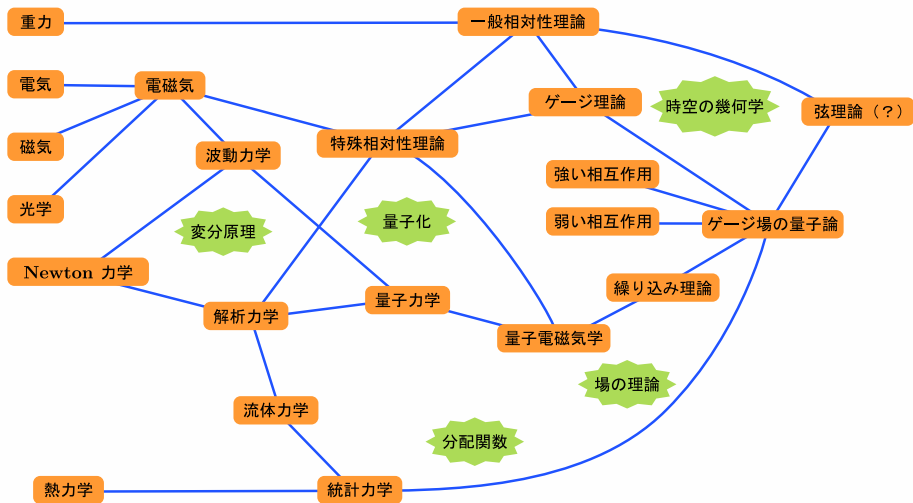 重力
一般相対性理論
電気
電磁気
ゲージ理論
時空の幾何学
弦理論（？）
磁気
波動力学
特殊相対性理論
強い相互作用
光学
変分原理
量子化
弱い相互作用
ゲージ場の量子論
Newton 力学
解析力学
量子力学
繰り込み理論
量子電磁気学
場の理論
流体力学
分配関数
熱力学
統計力学